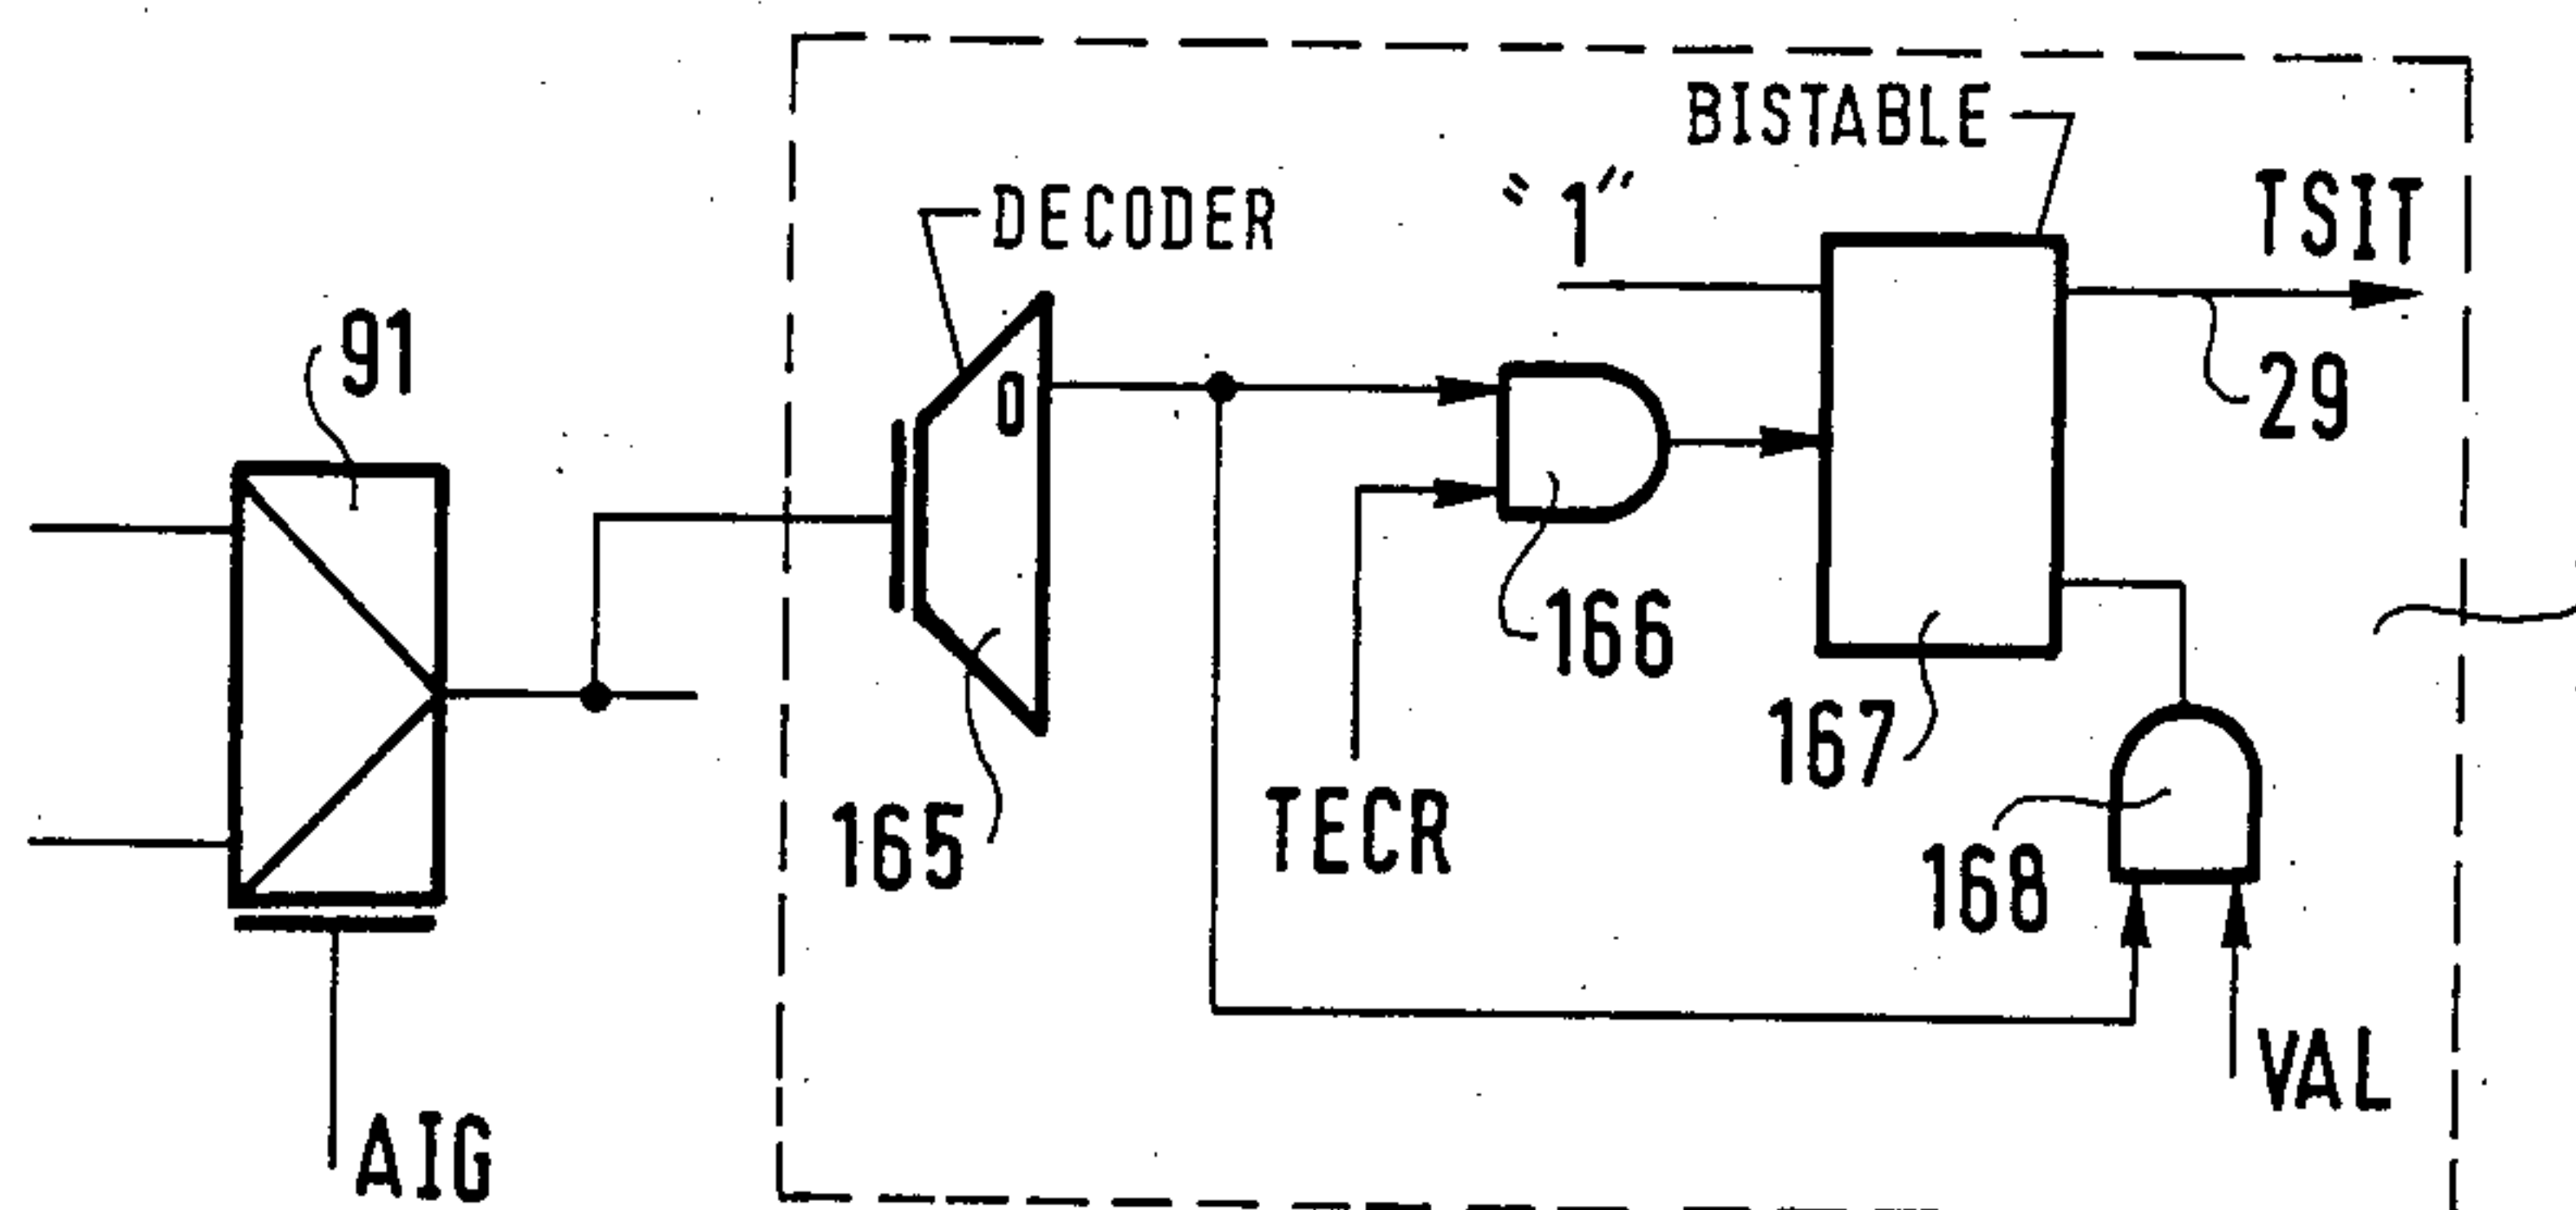 BISTABLE
DECODER
"1"
TSIT
91
0
29
166
167
165
TECR
168
VAL
AIG